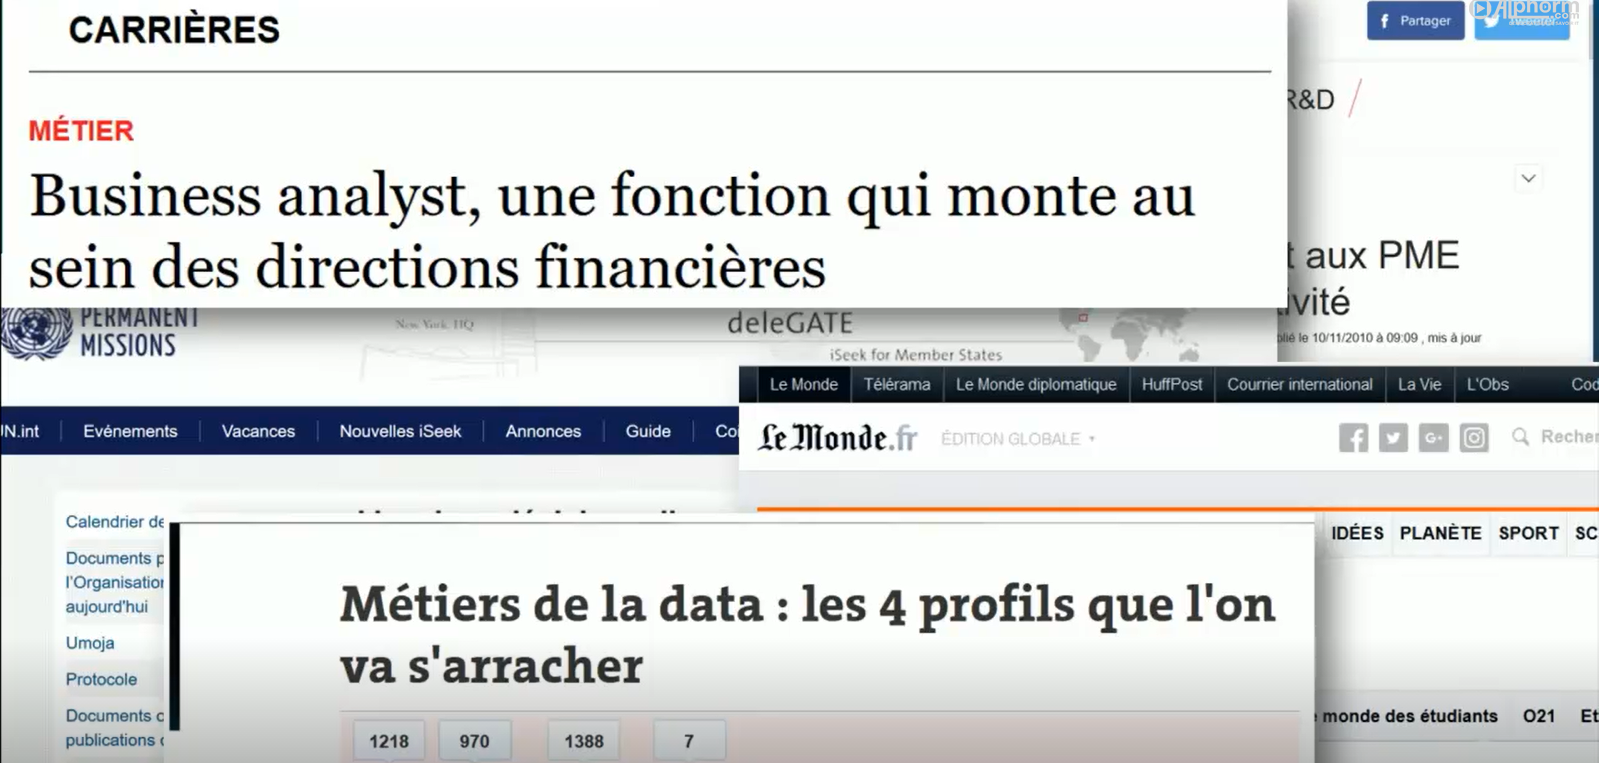 CARRIÈRES
MÉTIER
Business analyst, une fonction qui monte au
sein des directions financières
Partager
Alphorm
.com
R&D
t aux PME
ivité
blié le 10/11/2010 à 09:09 , mis à jour
PERMANENT
MISSIONS
New York HQ
deleGATE
iSeek for Member States
Le Monde Télérama Le Monde diplomatique HuffPost Courrier international La Vie L'Obs Cod
N.int Evénements Vacances Nouvelles iSeek Annonces Guide Coi
Le Monde.fr ÉDITION GLOBALE
G+ Recher
IDÉES PLANÈTE SPORT SC
Calendrier de
Documents p
l'Organisation
aujourd'hui
Umoja
Protocole
Documents o
publications
Métiers de la data : les 4 profils que l'on
va s'arracher
1218 970 1388 7
monde des étudiants O21 Et